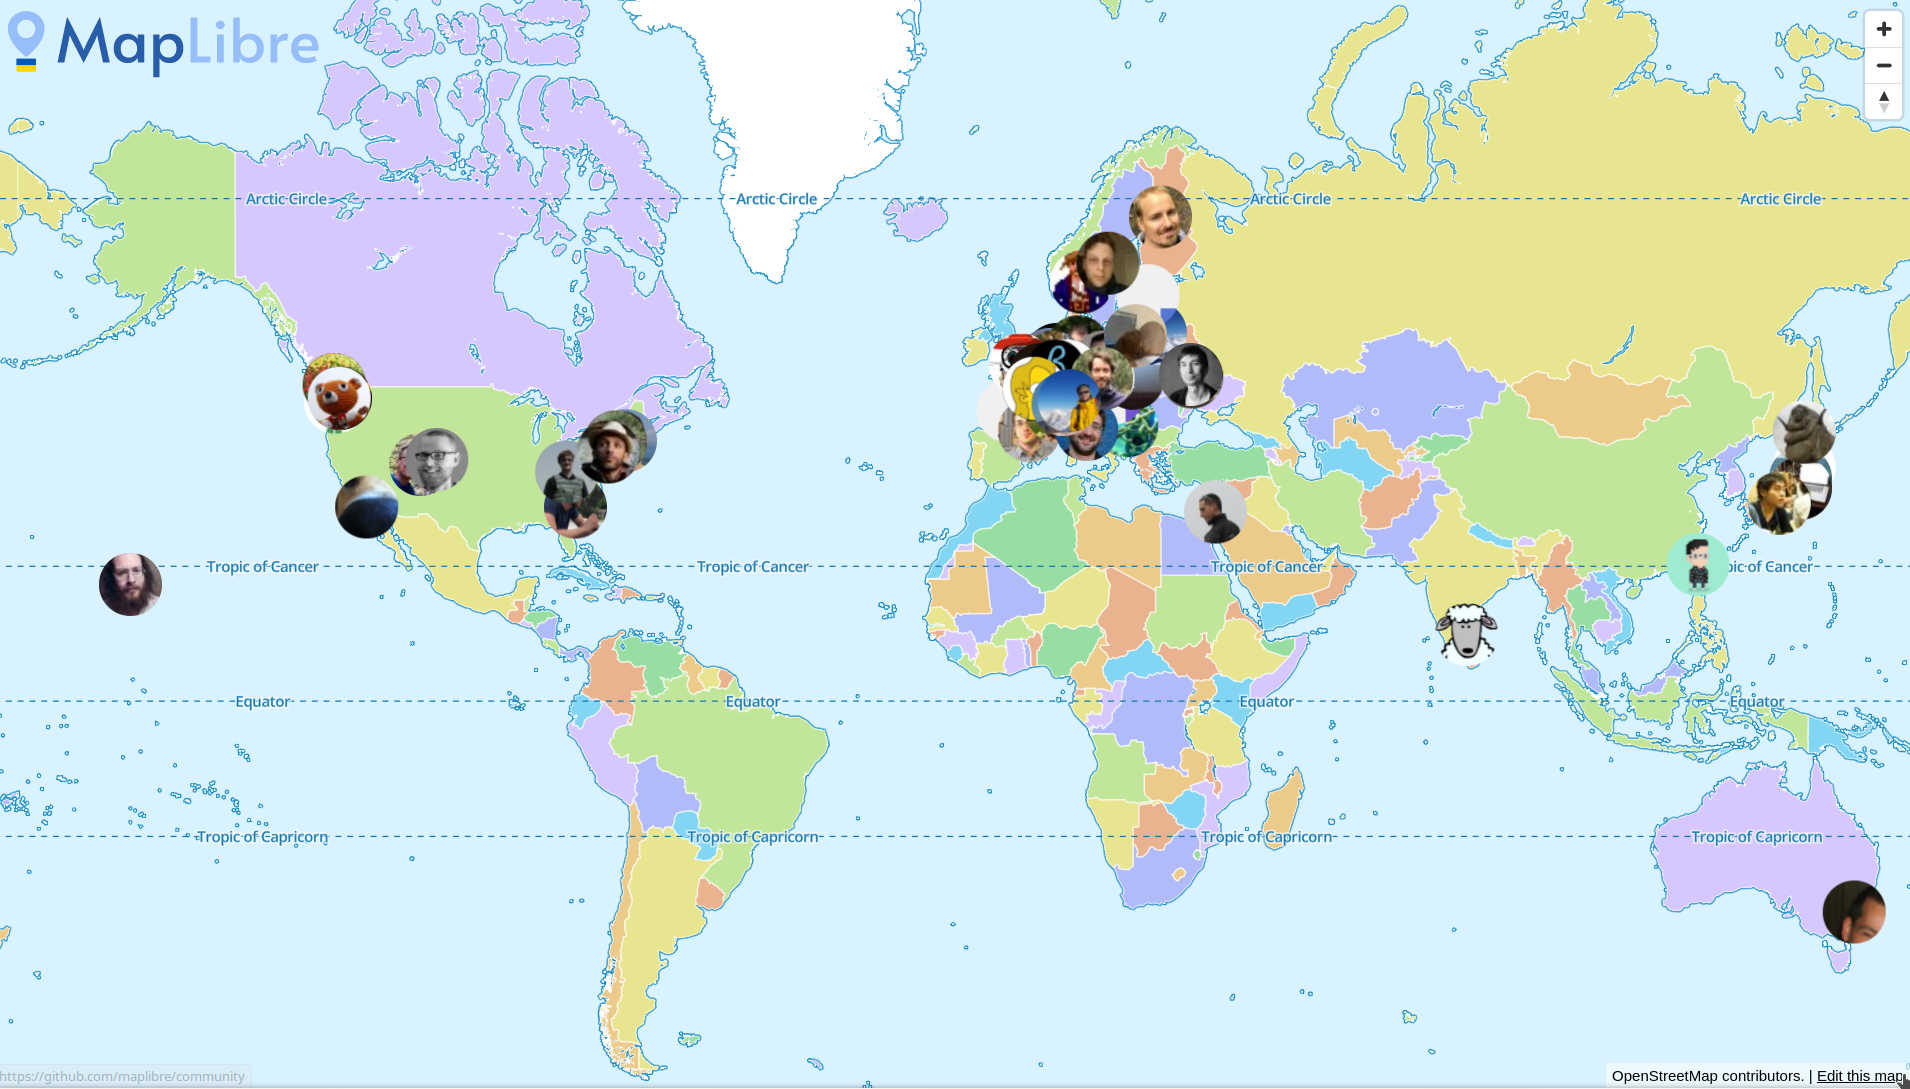 MapLibre
Arctic Circle
Arctic Circle
Arctic Circle
Arctic Circle
Tropic of Cancer
Tropic of Cancer
Tropic of Cancer
pic of Cancer
Equator
Equator
Equator
Equator
Tropic of Capricorn
Tropic of Capricorn
Tropic of Capricorn
Tropic of Capricorn
https://github.com/maplibre/community
OpenStreetMap contributors. | Edit this map